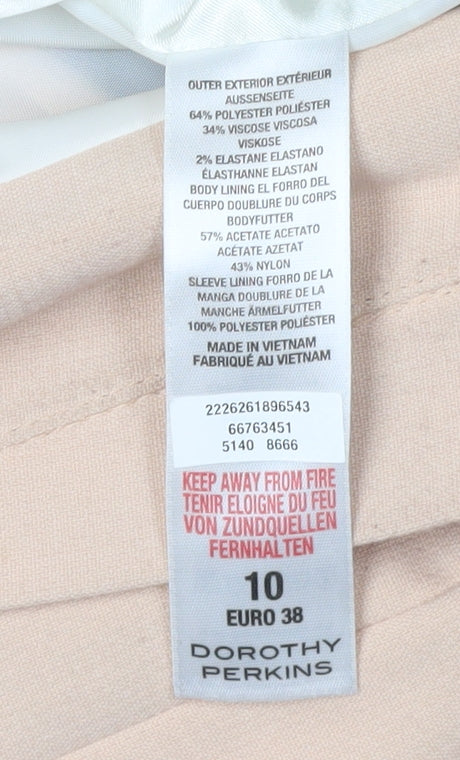 OUTER EXTERIOR EXTÉRIEUR
AUSSENSEITE
64% POLYESTER POLIÉSTER
34% VISCOSE VISCOSA
VISKOSE
2% ELASTANE ELASTANO
ÉLASTHANNE ELASTAN
BODY LINING EL FORRO DEL
CUERPO DOUBLURE DU CORPS
BODYFUTTER
57% ACETATE ACETATO
ACÉTATE AZETAT
43% NYLON
SLEEVE LINING FORRO DE LA
MANGA DOUBLURE DE LA
MANCHE ÄRMELFUTTER
100% POLYESTER POLIÉSTER
MADE IN VIETNAM
FABRIQUÉ AU VIETNAM
2226261896543
66763451
5140 8666
KEEP AWAY FROM FIRE
TENIR ELOIGNE DU FEU
VON ZUNDQUELLEN
FERNHALTEN
10
EURO 38
DOROTHY
PERKINS